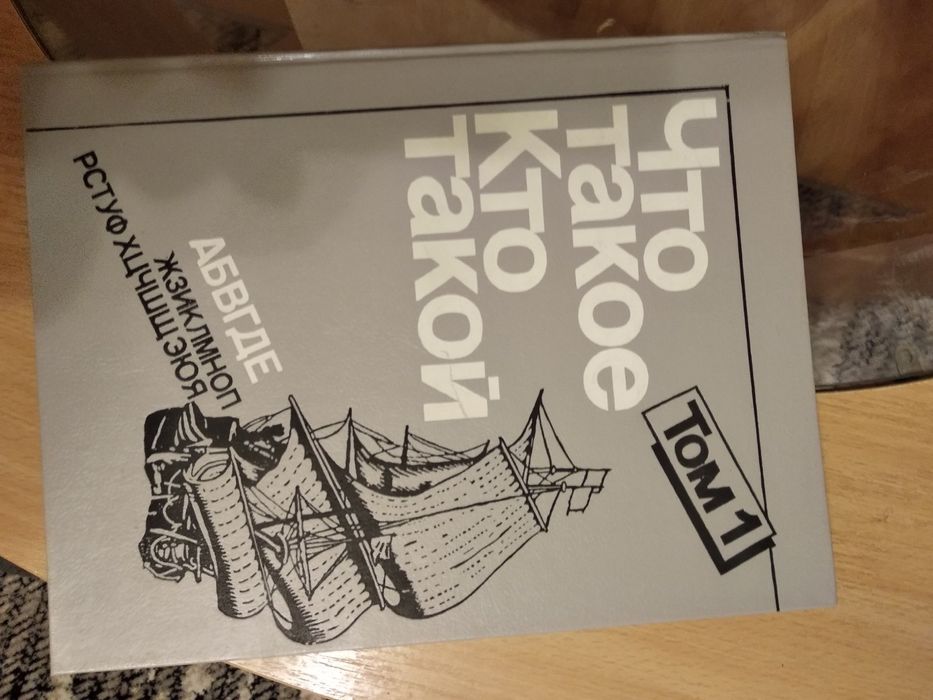 Что
такое
Кто
такой
Том 1
АБВГДЕ
ЖЗИКЛМНОП
РСТУФХЦЧШЩЭЮЯ